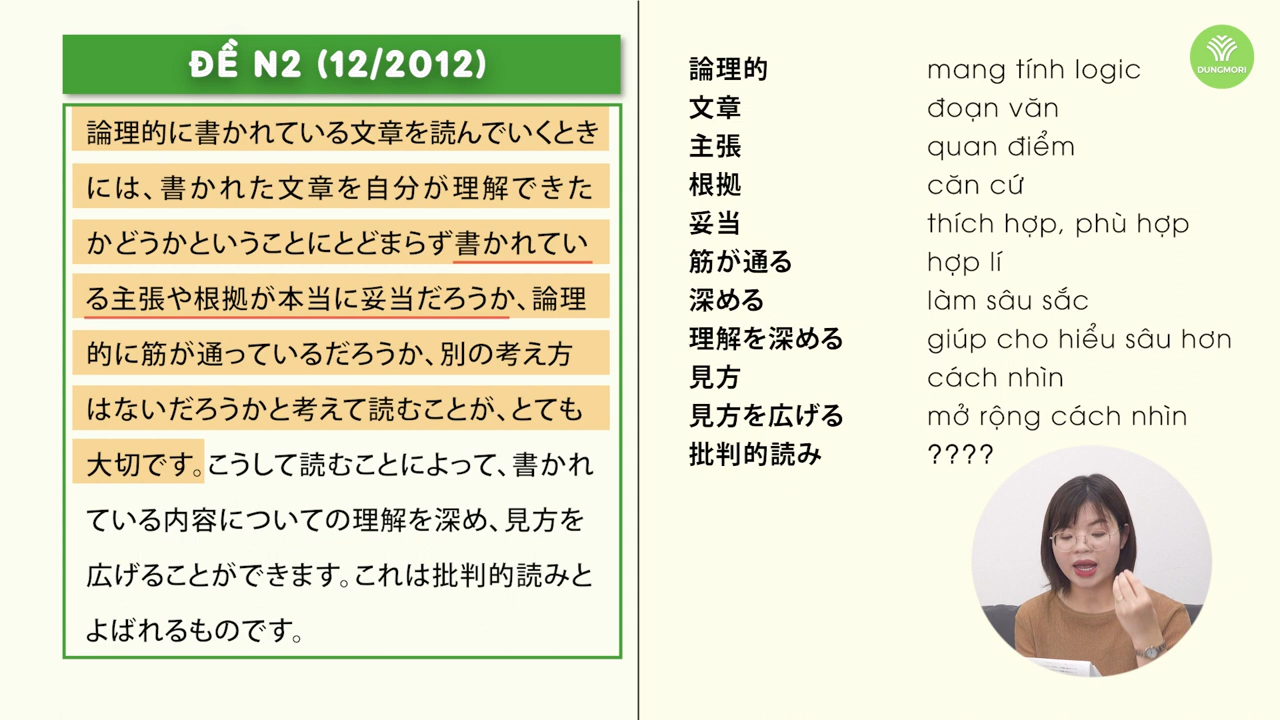 ĐỀ N2 (12/2012)
論理的に書かれている文章を読んでいくとき
には、書かれた文章を自分が理解できた
かどうかということにとどまらず書かれてい
る主張や根拠が本当に妥当だろうか、論理
的に筋が通っているだろうか、別の考え方
はないだろうかと考えて読むことが、とても
大切です。こうして読むことによって、書かれ
ている内容についての理解を深め、見方を
広げることができます。これは批判的読みと
よばれるものです。
論理的 mang tính logic
文章 đoạn văn
主張 quan điểm
根拠 căn cứ
妥当 thích hợp, phù hợp
筋が通る hợp lí
深める làm sâu sắc
理解を深める giúp cho hiểu sâu hơn
見方 cách nhìn
見方を広げる mở rộng cách nhìn
批判的読み ????
DUNGMORI